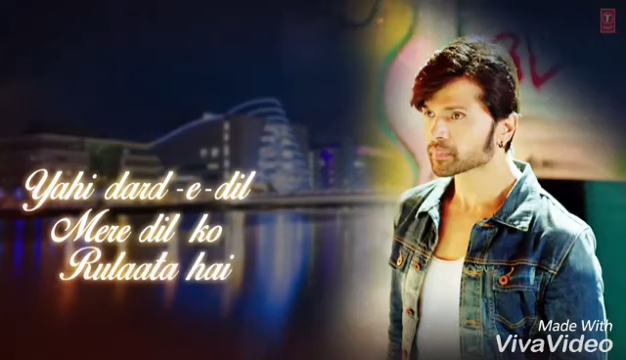 T
Yahi dard-e-dil
Mere dil ko
Rulaata hai
Made With
VivaVideo